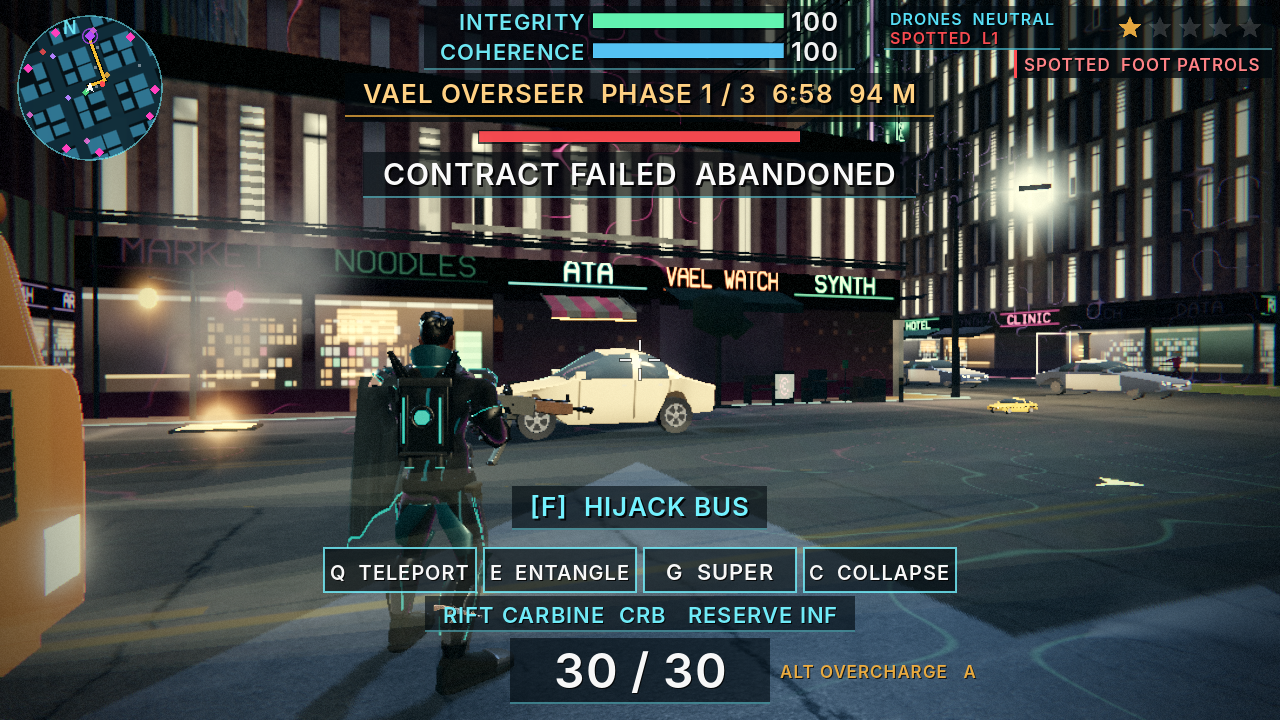 N
INTEGRITY 100
COHERENCE 100
DRONES NEUTRAL
SPOTTED L1
SPOTTED FOOT PATROLS
VAEL OVERSEER PHASE 1 / 3 6:58 94 M
CONTRACT FAILED ABANDONED
MARKE
NOODLES
ATA
VAEL WATCH
SYNTH
HOTEL
CLINIC
DATA
[F] HIJACK BUS
Q TELEPORT
E ENTANGLE
G SUPER
C COLLAPSE
RIFT CARBINE CRB RESERVE INF
30 / 30
ALT OVERCHARGE A